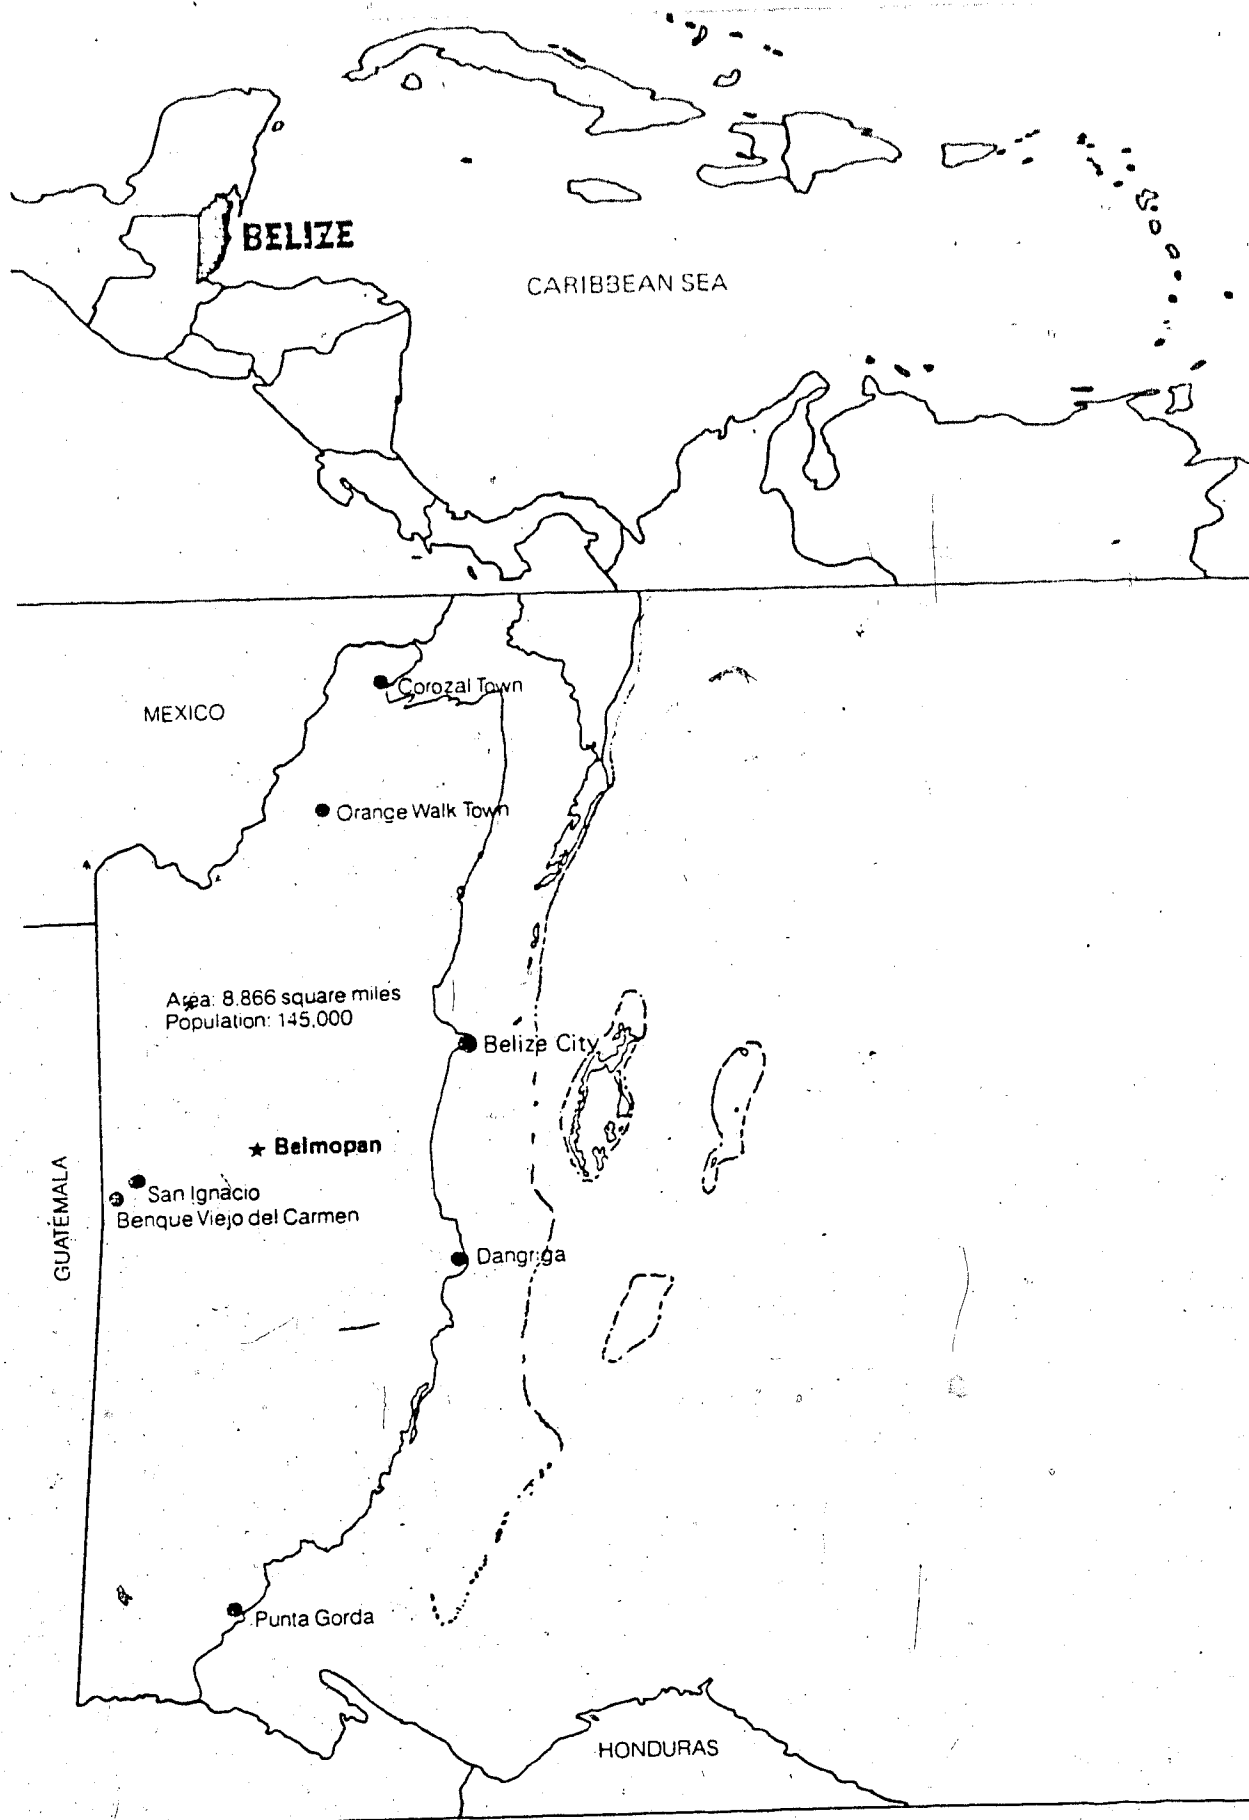 BELIZE
CARIBBEAN SEA
Corozal Town
MEXICO
Orange Walk Town
Area: 8.866 square miles
Population: 145,000
Belize City
Belmopan
GUATEMALA
San Ignacio
Benque Viejo del Carmen
Dangriga
Punta Gorda
HONDURAS